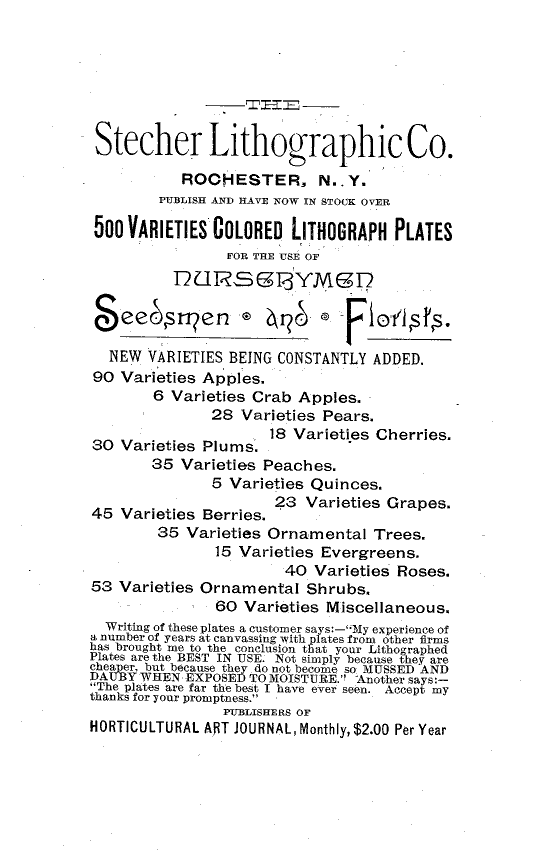 THE
Stecher Lithographic Co.
ROCHESTER, N. Y.
PUBLISH AND HAVE NOW IN STOCK OVER
500 VARIETIES COLORED LITHOGRAPH PLATES
FOR THE USE OF
NURSERYMEN
Seedsmen and Florists.
NEW VARIETIES BEING CONSTANTLY ADDED.
90 Varieties Apples.
6 Varieties Crab Apples.
28 Varieties Pears.
18 Varieties Cherries.
30 Varieties Plums.
35 Varieties Peaches.
5 Varieties Quinces.
23 Varieties Grapes.
45 Varieties Berries.
35 Varieties Ornamental Trees.
15 Varieties Evergreens.
40 Varieties Roses.
53 Varieties Ornamental Shrubs.
60 Varieties Miscellaneous.
Writing of these plates a customer says:—"My experience of
a number of years at canvassing with plates from other firms
has brought me to the conclusion that your Lithographed
Plates are the BEST IN USE. Not simply because they are
cheaper, but because they do not become so MUSSED AND
DAUBY WHEN EXPOSED TO MOISTURE." Another says:—
"The plates are far the best I have ever seen. Accept my
thanks for your promptness."
PUBLISHERS OF
HORTICULTURAL ART JOURNAL, Monthly, $2.00 Per Year